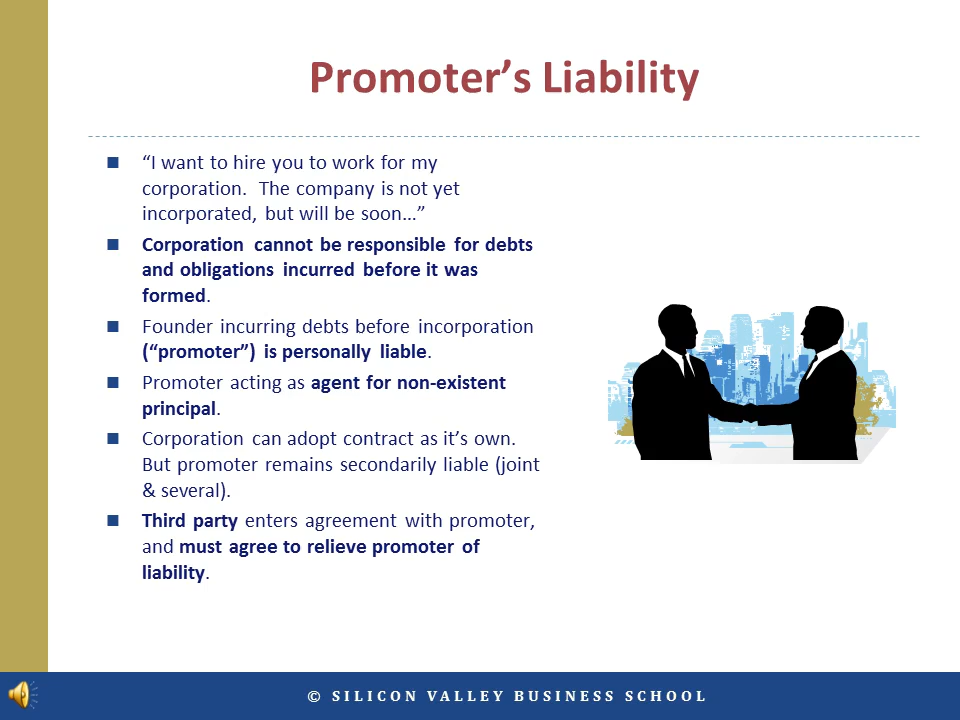 Promoter’s Liability
“I want to hire you to work for my
corporation. The company is not yet
incorporated, but will be soon…”
Corporation cannot be responsible for debts
and obligations incurred before it was
formed.
Founder incurring debts before incorporation
(“promoter”) is personally liable.
Promoter acting as agent for non-existent
principal.
Corporation can adopt contract as it’s own.
But promoter remains secondarily liable (joint
& several).
Third party enters agreement with promoter,
and must agree to relieve promoter of
liability.
© SILICON VALLEY BUSINESS SCHOOL